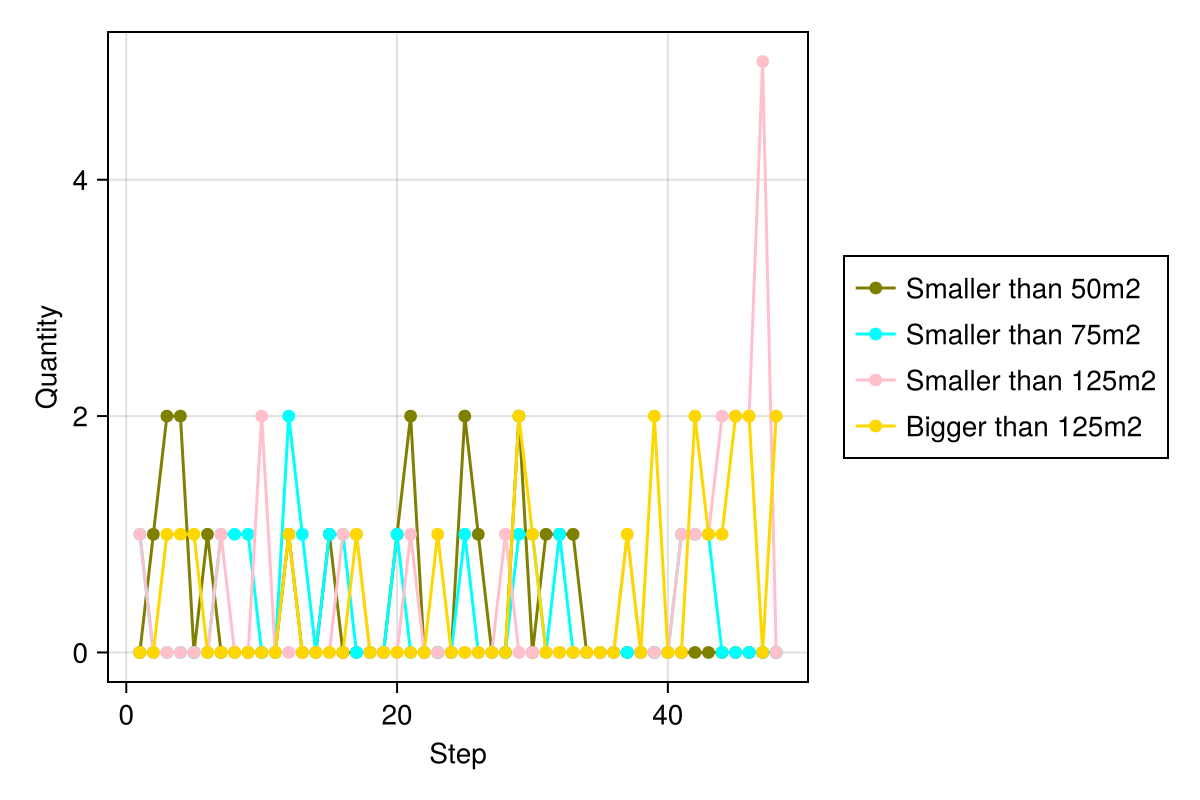 4
2
0
Quantity
0 20 40
Step
Smaller than 50m2
Smaller than 75m2
Smaller than 125m2
Bigger than 125m2